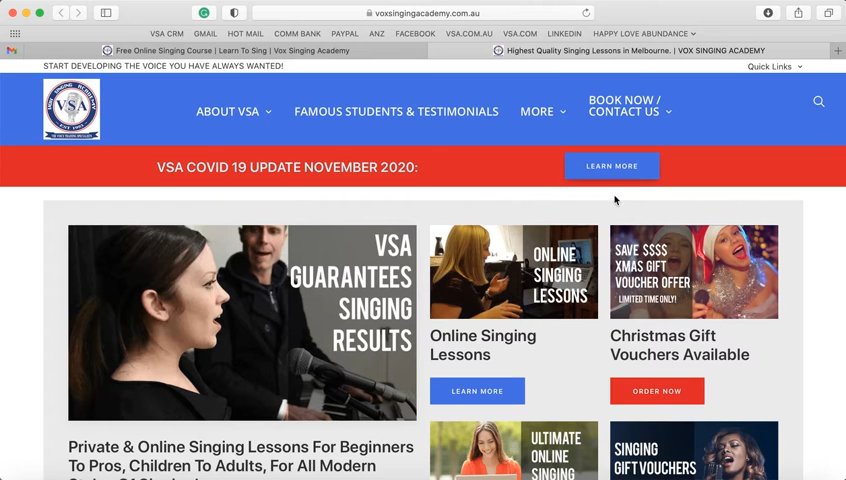 voxsingingacademy.com.au
VSA CRM GMAIL HOT MAIL COMM BANK PAYPAL ANZ FACEBOOK VSA.COM.AU VSA.COM LINKEDIN HAPPY LOVE ABUNDANCE
Free Online Singing Course | Learn To Sing | Vox Singing Academy
Highest Quality Singing Lessons in Melbourne. | VOX SINGING ACADEMY
START DEVELOPING THE VOICE YOU HAVE ALWAYS WANTED!
Quick Links
VSA
ABOUT VSA
FAMOUS STUDENTS & TESTIMONIALS
MORE
BOOK NOW /
CONTACT US
VSA COVID 19 UPDATE NOVEMBER 2020:
LEARN MORE
VSA
GUARANTEES
SINGING
RESULTS
ONLINE
SINGING
LESSONS
SAVE $$$$
XMAS GIFT
VOUCHER OFFER
LIMITED TIME ONLY!
Online Singing
Lessons
Christmas Gift
Vouchers Available
LEARN MORE
ORDER NOW
Private & Online Singing Lessons For Beginners
To Pros, Children To Adults, For All Modern
ULTIMATE
ONLINE
SINGING
SINGING
GIFT VOUCHERS